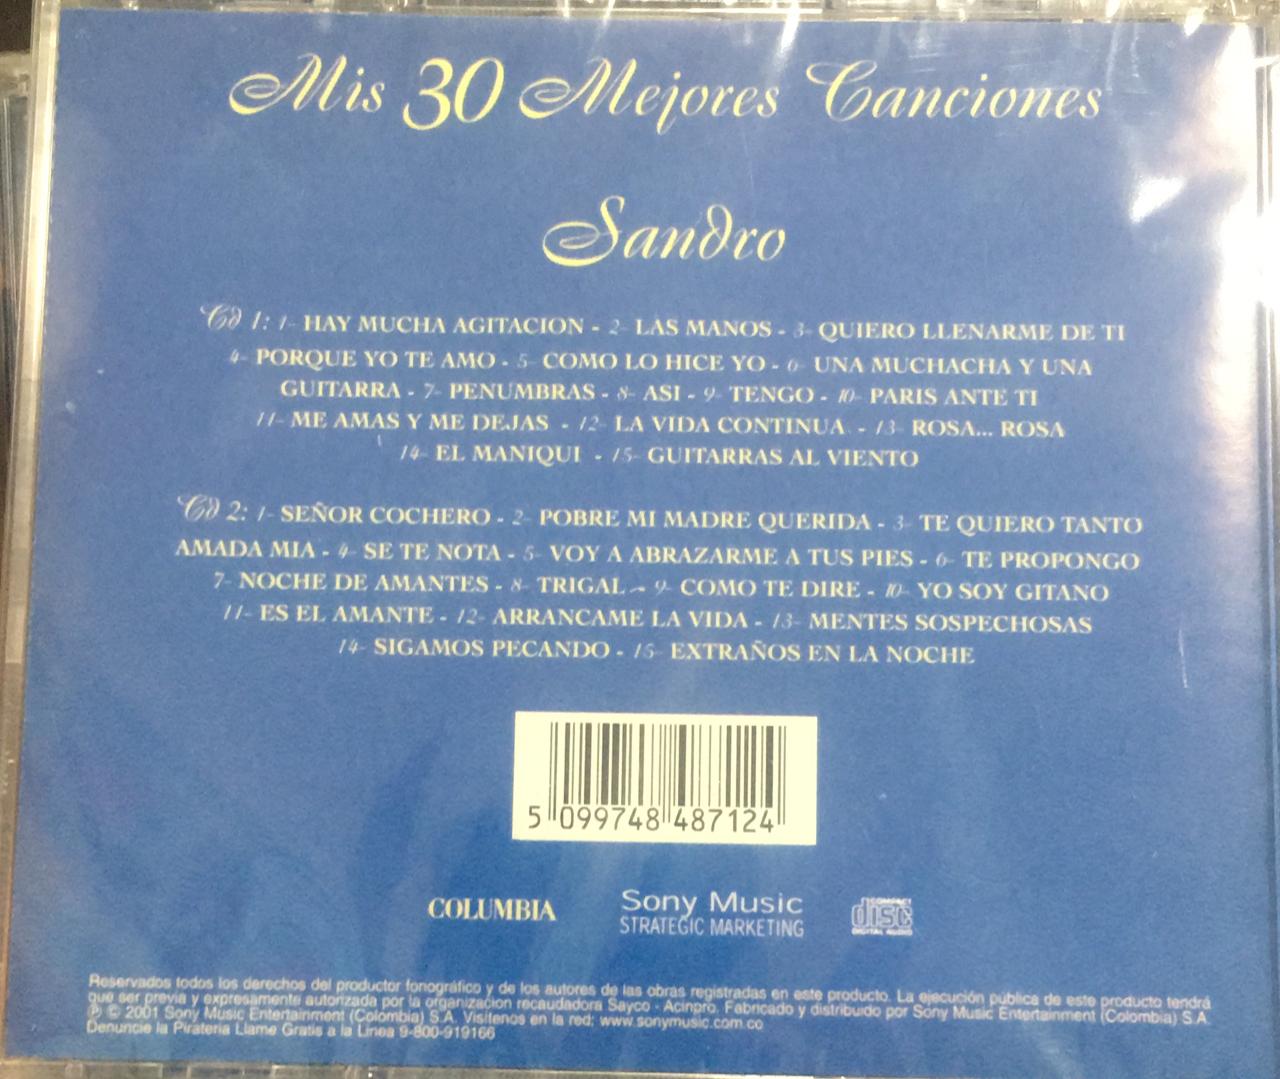 Mis 30 Mejores Canciones
Sandro
Cd 1: 1- HAY MUCHA AGITACION - 2- LAS MANOS - 3- QUIERO LLENARME DE TI
4- PORQUE YO TE AMO - 5- COMO LO HICE YO - 6- UNA MUCHACHA Y UNA
GUITARRA - 7- PENUMBRAS - 8- ASI - 9- TENGO - 10- PARIS ANTE TI
11- ME AMAS Y ME DEJAS - 12- LA VIDA CONTINUA - 13- ROSA... ROSA
14- EL MANIQUI - 15- GUITARRAS AL VIENTO
Cd 2: 1- SEÑOR COCHERO - 2- POBRE MI MADRE QUERIDA - 3- TE QUIERO TANTO
AMADA MIA - 4- SE TE NOTA - 5- VOY A ABRAZARME A TUS PIES - 6- TE PROPONGO
7- NOCHE DE AMANTES - 8- TRIGAL - 9- COMO TE DIRE - 10- YO SOY GITANO
11- ES EL AMANTE - 12- ARRANCAME LA VIDA - 13- MENTES SOSPECHOSAS
14- SIGAMOS PECANDO - 15- EXTRAÑOS EN LA NOCHE
5 099748 487124
COLUMBIA
Sony Music
STRATEGIC MARKETING
COMPACT
disc
DIGITAL AUDIO
Reservados todos los derechos del productor fonográfico y de los autores de las obras registradas en este producto. La ejecución pública de este producto tendrá
que ser previa y expresamente autorizada por la organización recaudadora Sayco - Acinpro. Fabricado y distribuido por Sony Music Entertainment (Colombia) S.A.
℗ © 2001 Sony Music Entertainment (Colombia) S.A. Visítenos en la red: www.sonymusic.com.co
Denuncie la Piratería Llame Gratis a la Línea 9-800-919166